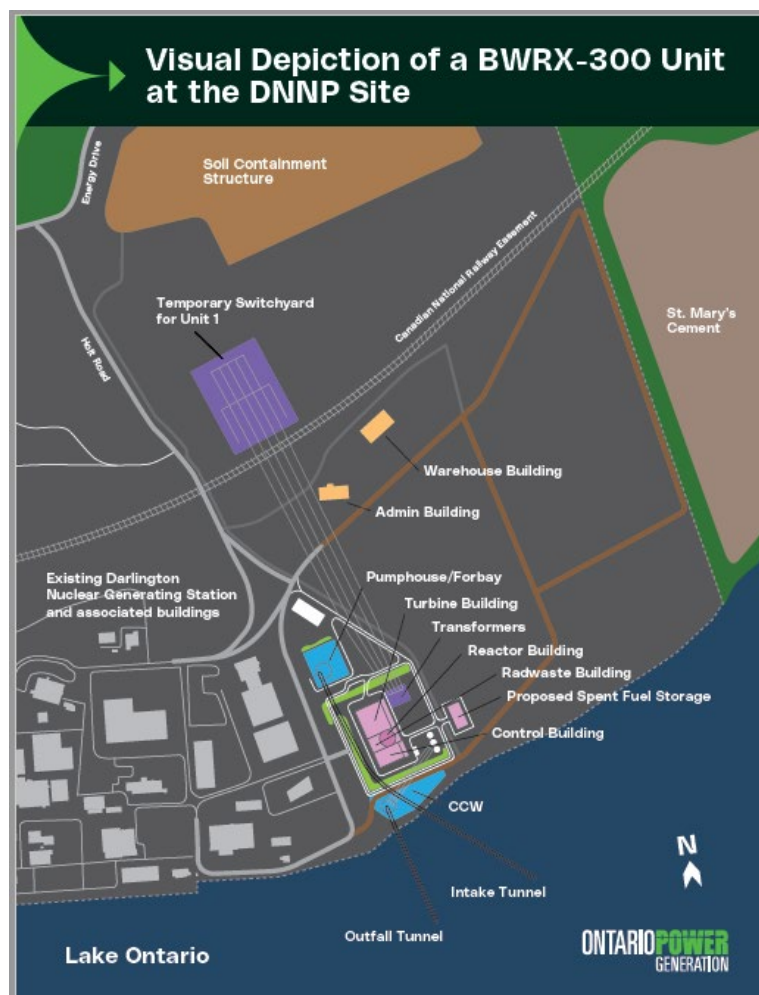 Visual Depiction of a BWRX-300 Unit
at the DNNP Site
Energy Drive
Soil Containment
Structure
Canadian National Railway Easement
St. Mary's
Cement
Temporary Switchyard
for Unit 1
Holt Road
Warehouse Building
Admin Building
Existing Darlington
Nuclear Generating Station
and associated buildings
Pumphouse/Forbay
Turbine Building
Transformers
Reactor Building
Radwaste Building
Proposed Spent Fuel Storage
Control Building
CCW
Intake Tunnel
Outfall Tunnel
N
Lake Ontario
ONTARIOPOWER
GENERATION